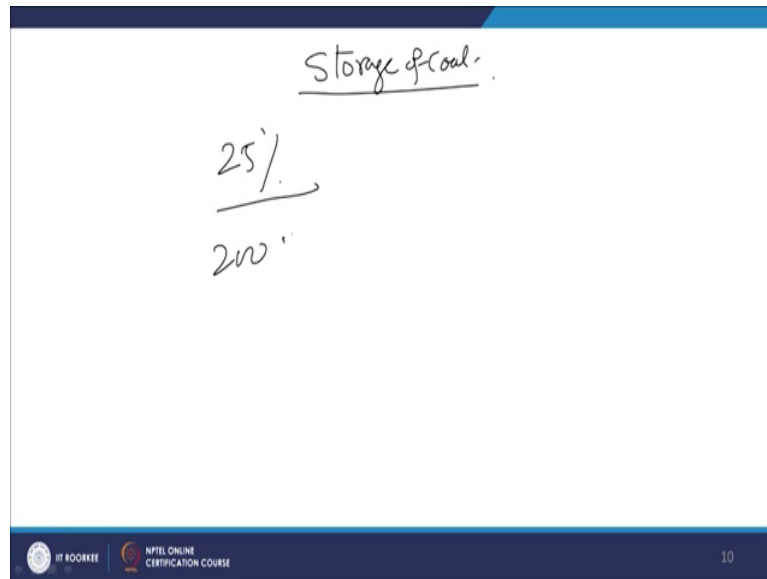 Storage of Coal.
25%
200
IIT ROORKEE
NPTEL ONLINE
CERTIFICATION COURSE
10